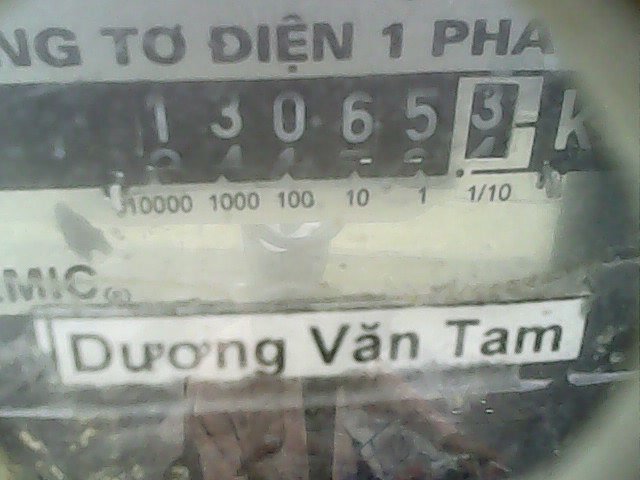 NG TƠ ĐIỆN 1 PHA
1 3 0 6 5 3 k
10000 1000 100 10 1 1/10
MIC(R)
Dương Văn Tam